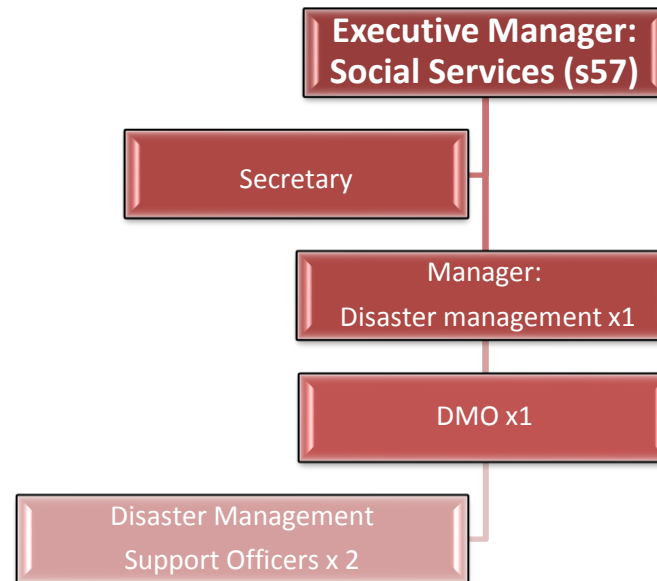 Executive Manager:
Social Services (s57)
Secretary
Manager:
Disaster management x1
DMO x1
Disaster Management
Support Officers x 2